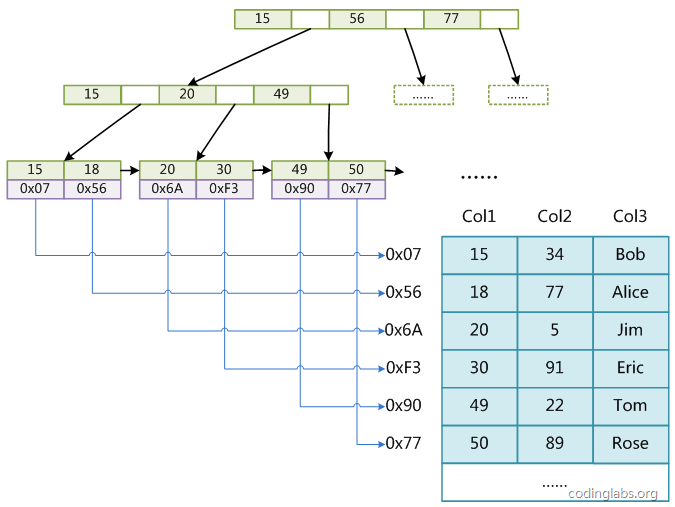 15 56 77
15 20 49 ...... ......
15 18 20 30 49 50 ......
0x07 0x56 0x6A 0xF3 0x90 0x77
Col1 Col2 Col3
0x07 15 34 Bob
0x56 18 77 Alice
0x6A 20 5 Jim
0xF3 30 91 Eric
0x90 49 22 Tom
0x77 50 89 Rose
......
codinglabs.org